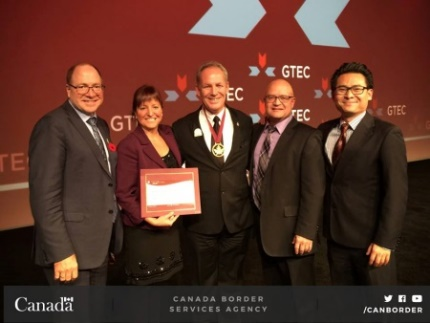 GTEC
GTEC
GTEC
GTEC
GTEC
Canada
CANADA BORDER
SERVICES AGENCY
/CANBORDER